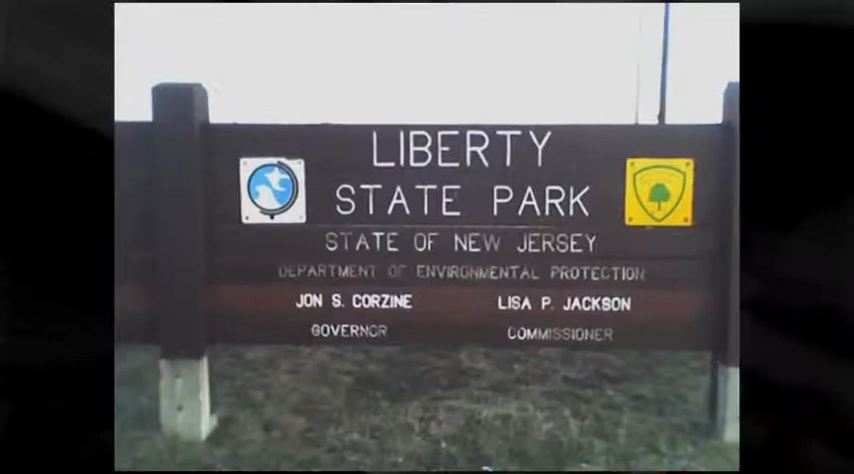 LIBERTY
STATE PARK
STATE OF NEW JERSEY
DEPARTMENT OF ENVIRONMENTAL PROTECTION
JON S. CORZINE LISA P. JACKSON
GOVERNOR COMMISSIONER